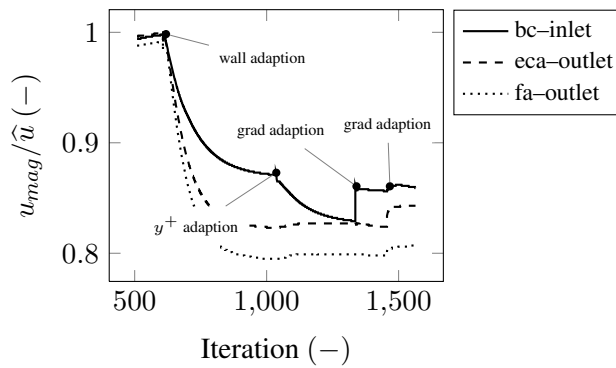 1
0.9
0.8
500
1,000
1,500
Iteration (−)
u_mag/û (−)
wall adaption
y⁺ adaption
grad adaption
grad adaption
bc–inlet
eca–outlet
fa–outlet